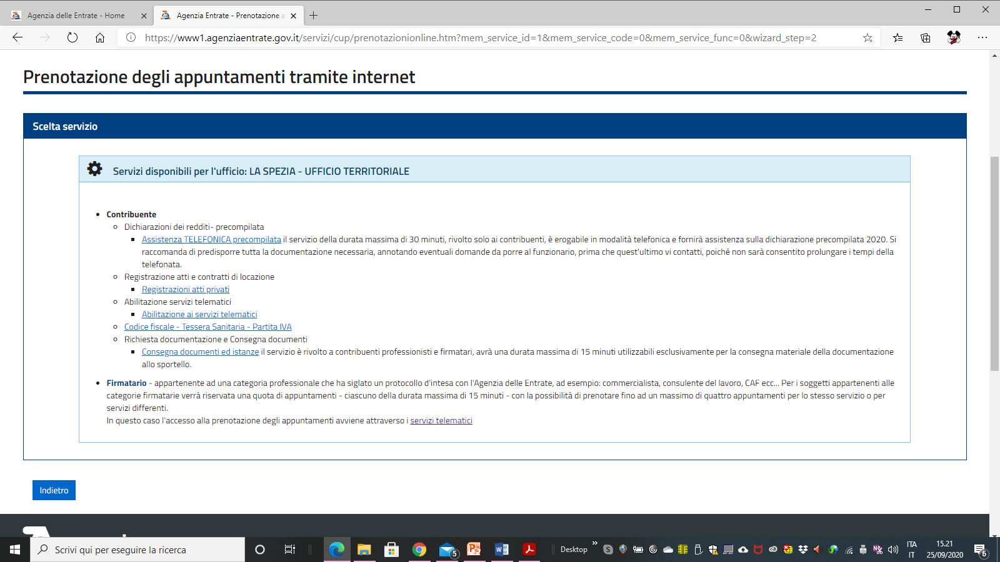 Agenzia delle Entrate - Home
Agenzia Entrate - Prenotazione a
https://www1.agenziaentrate.gov.it/servizi/cup/prenotazionionline.htm?mem_service_id=1&mem_service_code=0&mem_service_func=0&wizard_step=2
Prenotazione degli appuntamenti tramite internet
Scelta servizio
Servizi disponibili per l'ufficio: LA SPEZIA - UFFICIO TERRITORIALE
Contribuente
Dichiarazioni dei redditi- precompilata
Assistenza TELEFONICA precompilata il servizio della durata massima di 30 minuti, rivolto solo ai contribuenti, è erogabile in modalità telefonica e fornirà assistenza sulla dichiarazione precompilata 2020. Si
raccomanda di predisporre tutta la documentazione necessaria, annotando eventuali domande da porre al funzionario, prima che quest'ultimo vi contatti, poiché non sarà consentito prolungare i tempi della
telefonata.
Registrazione atti e contratti di locazione
Registrazioni atti privati
Abilitazione servizi telematici
Abilitazione ai servizi telematici
Codice fiscale - Tessera Sanitaria - Partita IVA
Richiesta documentazione e Consegna documenti
Consegna documenti ed istanze il servizio è rivolto a contribuenti professionisti e firmatari, avrà una durata massima di 15 minuti utilizzabili esclusivamente per la consegna materiale della documentazione
allo sportello.
Firmatario - appartenente ad una categoria professionale che ha siglato un protocollo d'intesa con l'Agenzia delle Entrate, ad esempio: commercialista, consulente del lavoro, CAF ecc... Per i soggetti appartenenti alle
categorie firmatarie verrà riservata una quota di appuntamenti - ciascuno della durata massima di 15 minuti - con la possibilità di prenotare fino ad un massimo di quattro appuntamenti per lo stesso servizio o per
servizi differenti.
In questo caso l'accesso alla prenotazione degli appuntamenti avviene attraverso i servizi telematici
Indietro
Scrivi qui per eseguire la ricerca
5
Desktop
ITA
IT
15.21
25/09/2020
6